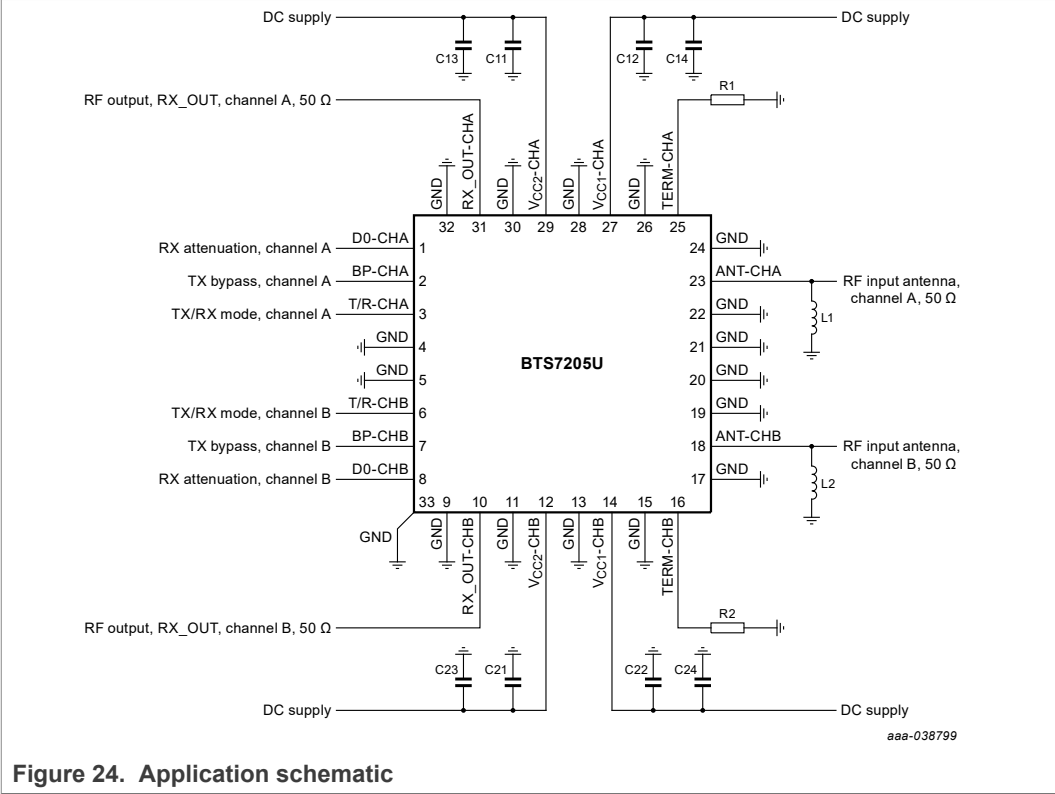 DC supply
DC supply
C13
C11
C12
C14
R1
RF output, RX_OUT, channel A, 50 Ω
GND
RX_OUT-CHA
GND
VCC2-CHA
GND
VCC1-CHA
GND
TERM-CHA
32
31
30
29
28
27
26
25
RX attenuation, channel A
D0-CHA
1
TX bypass, channel A
BP-CHA
2
TX/RX mode, channel A
T/R-CHA
3
GND
4
GND
5
TX/RX mode, channel B
T/R-CHB
6
TX bypass, channel B
BP-CHB
7
RX attenuation, channel B
D0-CHB
8
BTS7205U
24
GND
23
ANT-CHA
RF input antenna,
channel A, 50 Ω
L1
22
GND
21
GND
20
GND
19
GND
18
ANT-CHB
RF input antenna,
channel B, 50 Ω
L2
17
GND
33
9
10
11
12
13
14
15
16
GND
GND
RX_OUT-CHB
GND
VCC2-CHB
GND
VCC1-CHB
GND
TERM-CHB
R2
RF output, RX_OUT, channel B, 50 Ω
C23
C21
C22
C24
DC supply
DC supply
aaa-038799
Figure 24. Application schematic